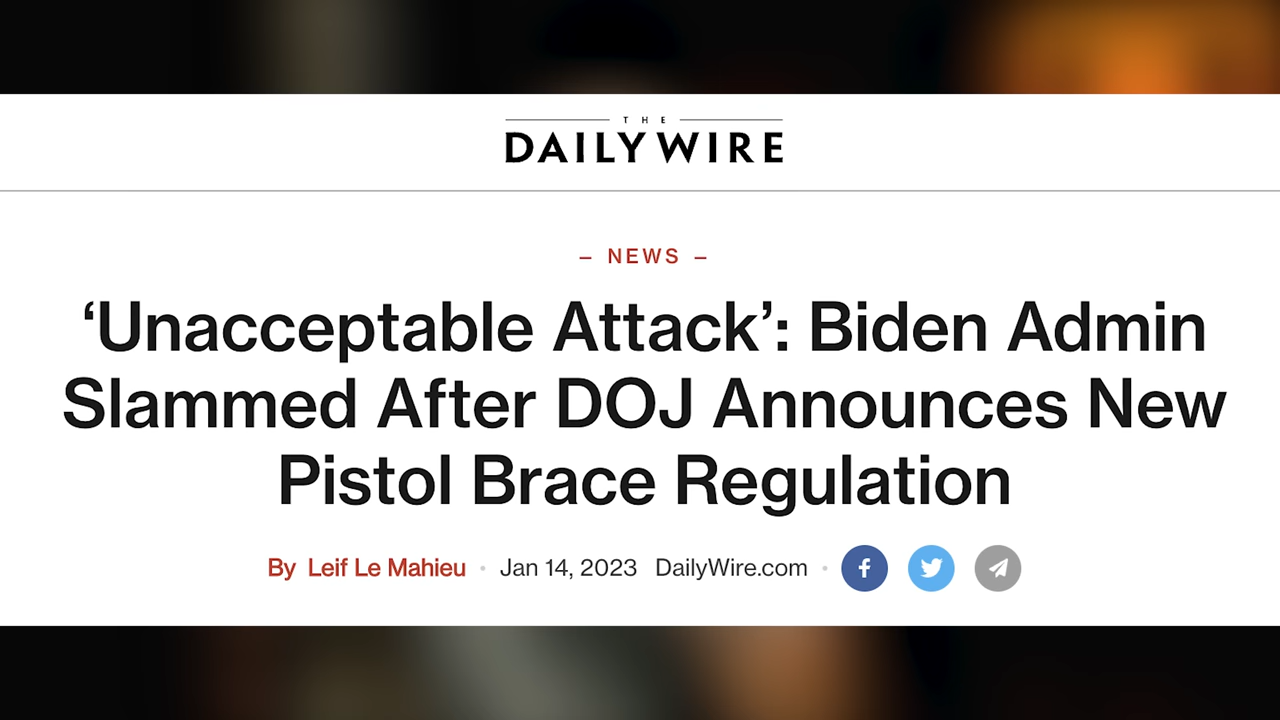 THE
DAILY WIRE
– NEWS –
‘Unacceptable Attack’: Biden Admin
Slammed After DOJ Announces New
Pistol Brace Regulation
By Leif Le Mahieu • Jan 14, 2023 DailyWire.com •